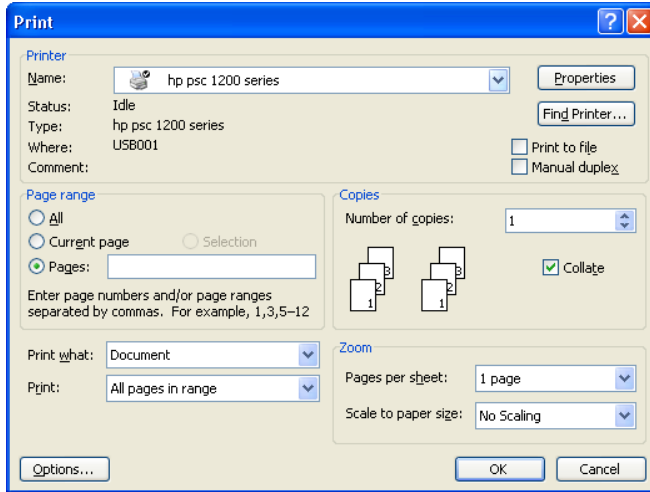 Print
Printer
Name: hp psc 1200 series Properties
Status: Idle
Find Printer...
Type: hp psc 1200 series
Where: USB001 Print to file
Comment: Manual duplex
Page range
All
Current page Selection
Pages:
Enter page numbers and/or page ranges
separated by commas. For example, 1,3,5–12
Copies
Number of copies: 1
3 3
2 2
1 1
Collate
Print what: Document
Print: All pages in range
Zoom
Pages per sheet: 1 page
Scale to paper size: No Scaling
Options... OK Cancel